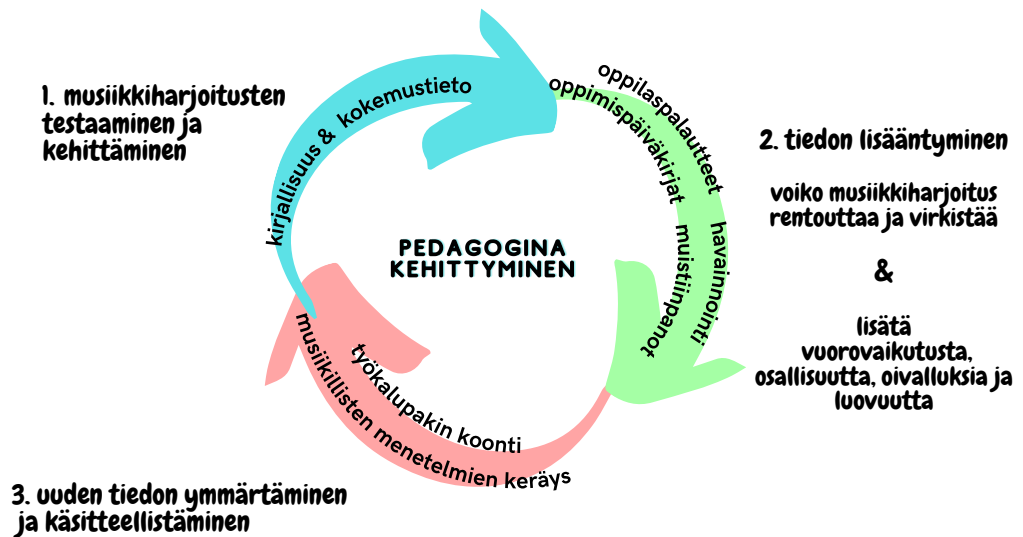 1. musiikkiharjoitusten
testaaminen ja
kehittäminen
kirjallisuus & kokemustieto
oppilaspalautteet havainnointi
oppimispäiväkirjat muistiinpanot
2. tiedon lisääntyminen
voiko musiikkiharjoitus
rentouttaa ja virkistää
&
lisätä
vuorovaikutusta,
osallisuutta, oivalluksia ja
luovuutta
PEDAGOGINA
KEHITTYMINEN
työkalupakin koonti
musiikillisten menetelmien keräys
3. uuden tiedon ymmärtäminen
ja käsitteellistäminen